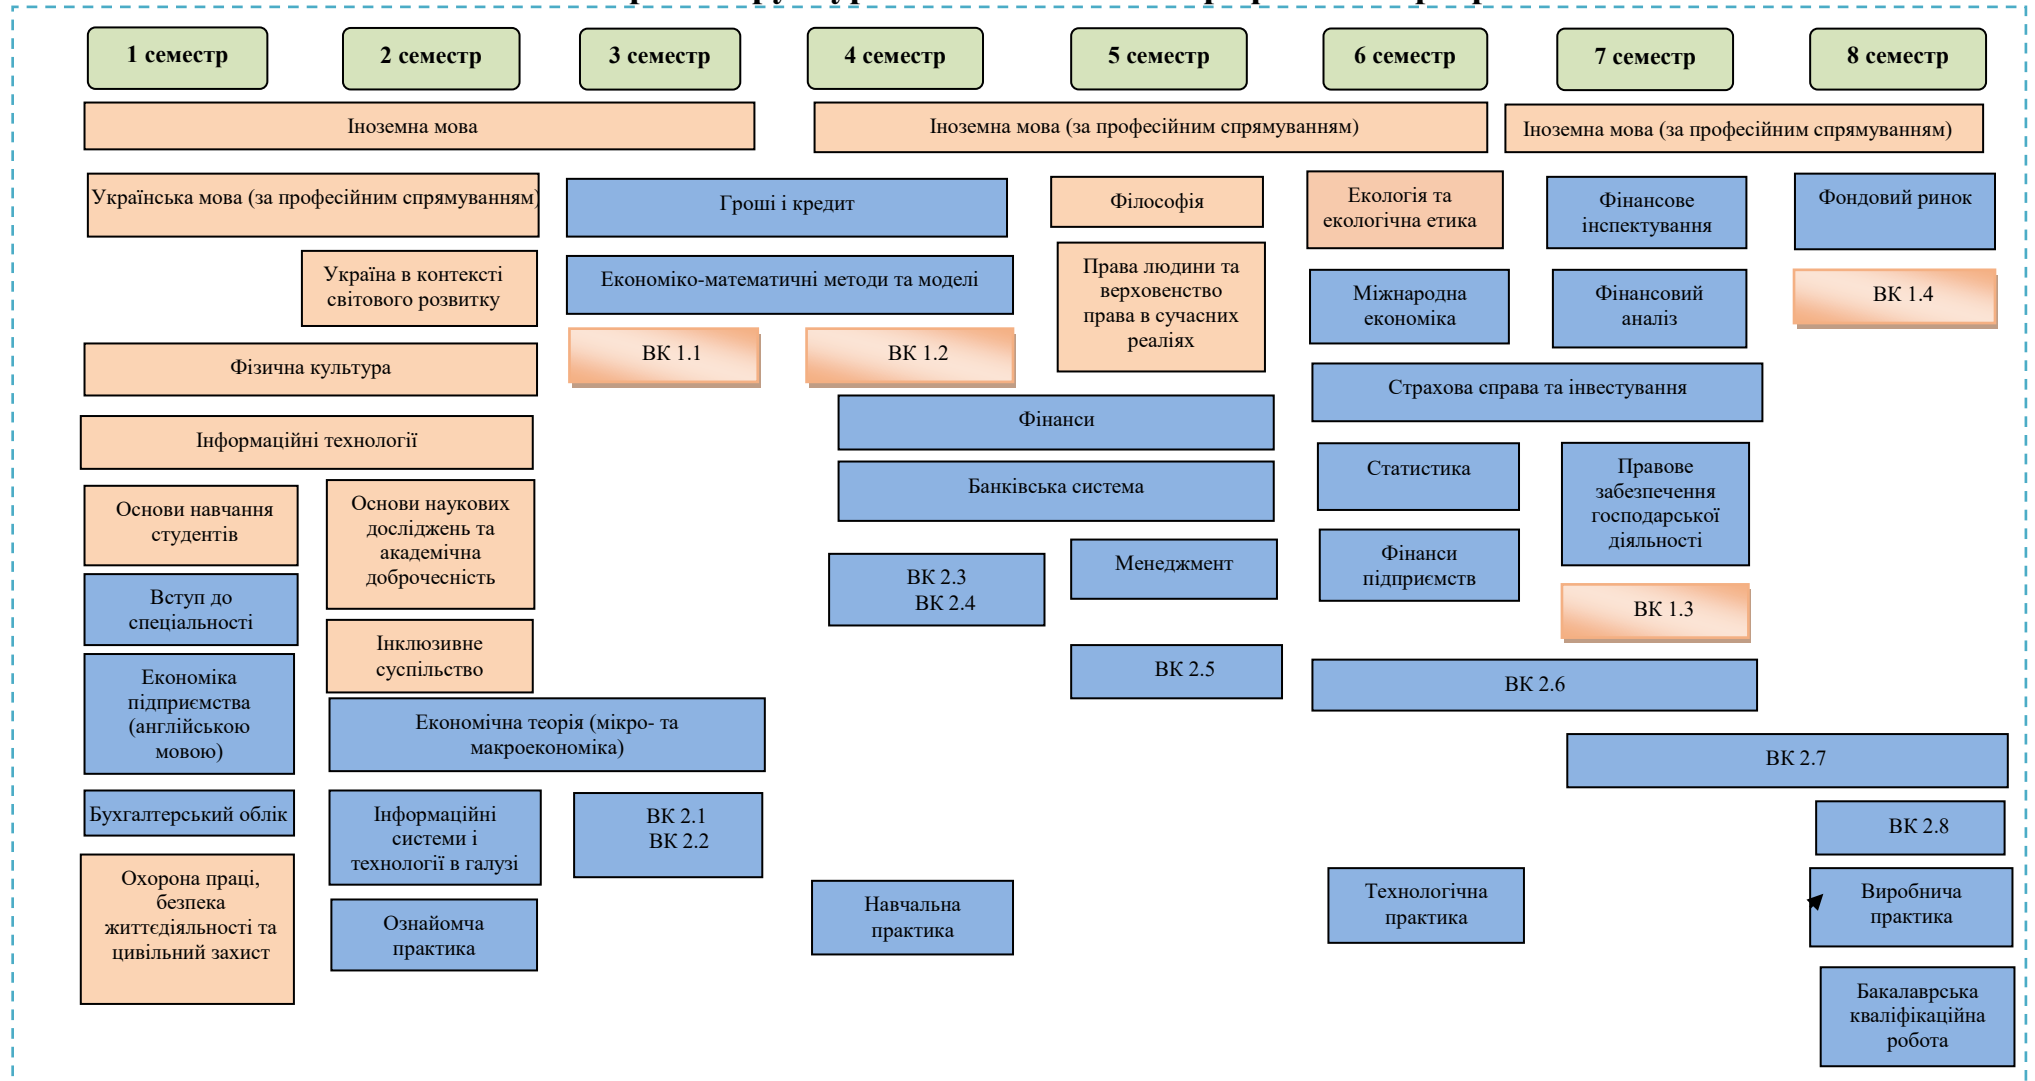 1 семестр
2 семестр
3 семестр
4 семестр
5 семестр
6 семестр
7 семестр
8 семестр
Іноземна мова
Іноземна мова (за професійним спрямуванням)
Іноземна мова (за професійним спрямуванням)
Українська мова (за професійним спрямуванням)
Гроші і кредит
Філософія
Екологія та
екологічна етика
Фінансове
інспектування
Фондовий ринок
Україна в контексті
світового розвитку
Економіко-математичні методи та моделі
Права людини та
верховенство
права в сучасних
реаліях
Міжнародна
економіка
Фінансовий
аналіз
ВК 1.4
Фізична культура
ВК 1.1
ВК 1.2
Страхова справа та інвестування
Інформаційні технології
Фінанси
Банківська система
Статистика
Правове
забезпечення
господарської
діяльності
Основи навчання
студентів
Основи наукових
досліджень та
академічна
доброчесність
ВК 2.3
ВК 2.4
Менеджмент
Фінанси
підприємств
Вступ до
спеціальності
Інклюзивне
суспільство
ВК 1.3
ВК 2.5
ВК 2.6
Економіка
підприємства
(англійською
мовою)
Економічна теорія (мікро- та
макроекономіка)
ВК 2.7
Бухгалтерський облік
Інформаційні
системи і
технології в галузі
ВК 2.1
ВК 2.2
ВК 2.8
Охорона праці,
безпека
життєдіяльності та
цивільний захист
Ознайомча
практика
Навчальна
практика
Технологічна
практика
Виробнича
практика
Бакалаврська
кваліфікаційна
робота